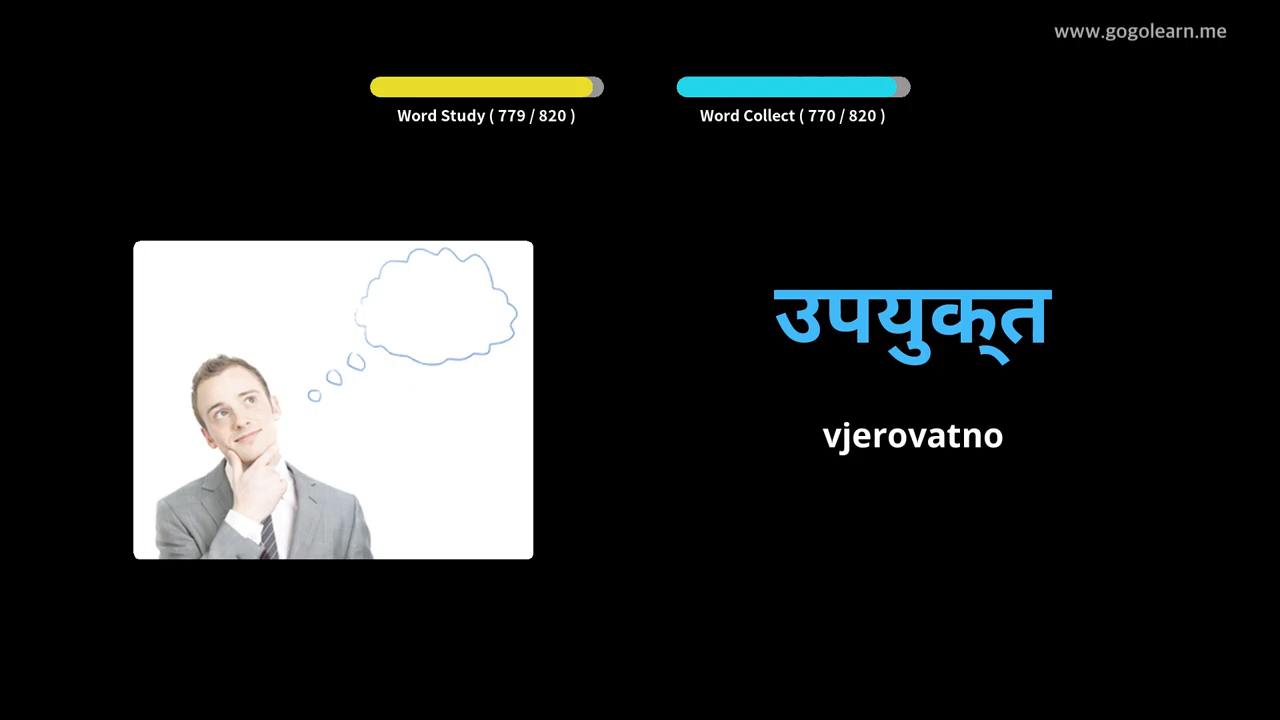 www.gogolearn.me
Word Study ( 779 / 820 )
Word Collect ( 770 / 820 )
उपयुक्त
vjerovatno